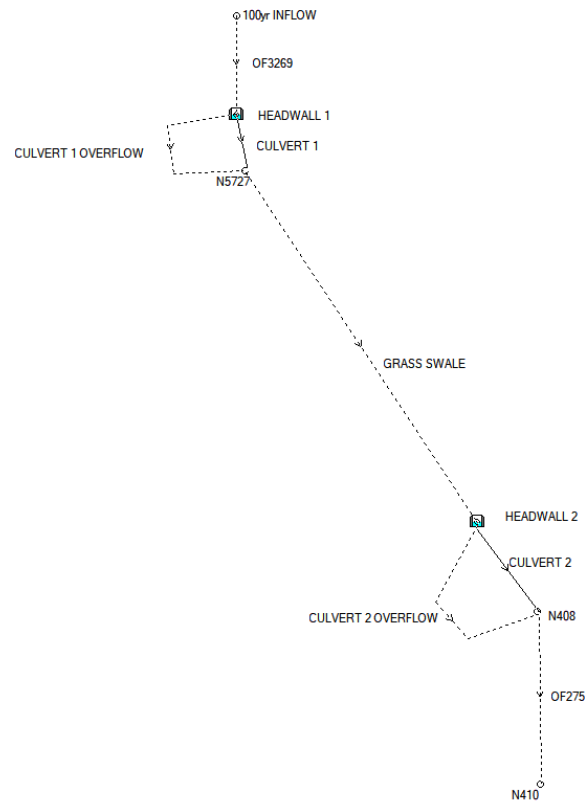 100yr INFLOW
OF3269
HEADWALL 1
CULVERT 1
CULVERT 1 OVERFLOW
N5727
GRASS SWALE
HEADWALL 2
CULVERT 2
N408
CULVERT 2 OVERFLOW
OF275
N410